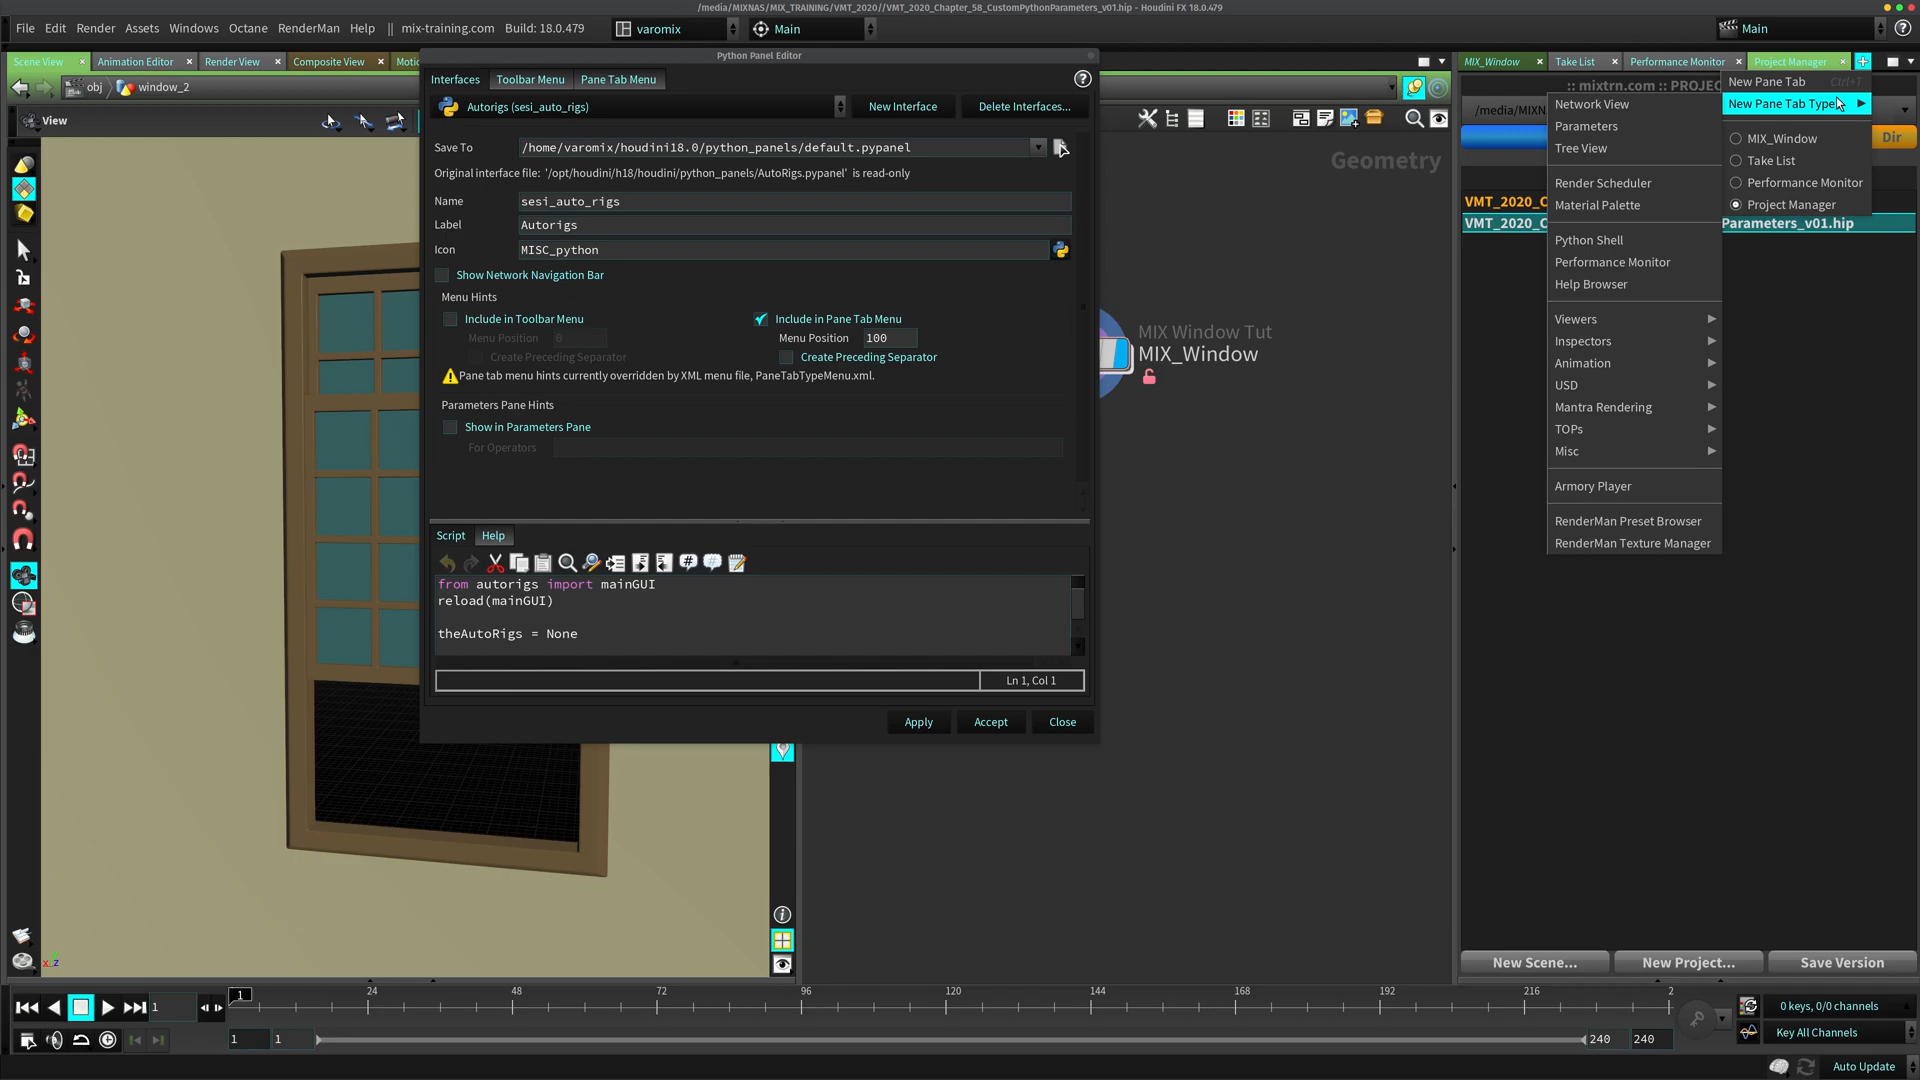 /media/MIXNAS/MIX_TRAINING/VMT_2020//VMT_2020_Chapter_58_CustomPythonParameters_v01.hip - Houdini FX 18.0.479
File Edit Render Assets Windows Octane RenderMan Help || mix-training.com Build: 18.0.479 varomix Main
Main
Scene View Animation Editor Render View Composite View Motio
obj window_2
View
Python Panel Editor
Interfaces Toolbar Menu Pane Tab Menu
Autorigs (sesi_auto_rigs) New Interface Delete Interfaces...
Save To /home/varomix/houdini18.0/python_panels/default.pypanel
Original interface file: '/opt/houdini/h18/houdini/python_panels/AutoRigs.pypanel' is read-only
Name sesi_auto_rigs
Label Autorigs
Icon MISC_python
Show Network Navigation Bar
Menu Hints
Include in Toolbar Menu Include in Pane Tab Menu
Menu Position 0 Menu Position 100
Create Preceding Separator Create Preceding Separator
Pane tab menu hints currently overridden by XML menu file, PaneTabTypeMenu.xml.
Parameters Pane Hints
Show in Parameters Pane
For Operators
Script Help
from autorigs import mainGUI
reload(mainGUI)
theAutoRigs = None
Ln 1, Col 1
Apply Accept Close
Geometry
MIX Window Tut
MIX_Window
MIX_Window Take List Performance Monitor Project Manager
:: mixtrn.com :: PROJEC
/media/MIXN
Dir
VMT_2020_C
VMT_2020_C Parameters_v01.hip
New Pane Tab Ctrl+T
New Pane Tab Type
MIX_Window
Take List
Performance Monitor
Project Manager
Network View
Parameters
Tree View
Render Scheduler
Material Palette
Python Shell
Performance Monitor
Help Browser
Viewers
Inspectors
Animation
USD
Mantra Rendering
TOPs
Misc
Armory Player
RenderMan Preset Browser
RenderMan Texture Manager
New Scene... New Project... Save Version
1 1 24 48 72 96 120 144 168 192 216 2
0 keys, 0/0 channels
1 1 240 240
Key All Channels
Auto Update